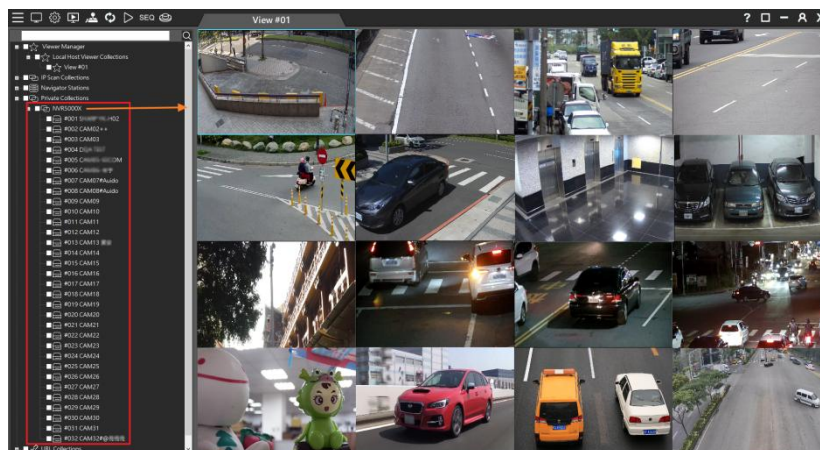 SEQ
View #01
?
Viewer Manager
Local Host Viewer Collections
View #01
IP Scan Collections
Navigator Stations
Private Collections
NVR5000X
#001
#002 CAM02++
#003 CAM03
#004
#005
#006
#007 CAM07#Auido
#008 CAM08#Auido
#009 CAM09
#010 CAM10
#011 CAM11
#012 CAM12
#013 CAM13
#014 CAM14
#015 CAM15
#016 CAM16
#017 CAM17
#018 CAM18
#019 CAM19
#020 CAM20
#021 CAM21
#022 CAM22
#023 CAM23
#024 CAM24
#025 CAM25
#026 CAM26
#027 CAM27
#028 CAM28
#029 CAM29
#030 CAM30
#031 CAM31
#032 CAM32#@
URL Collections